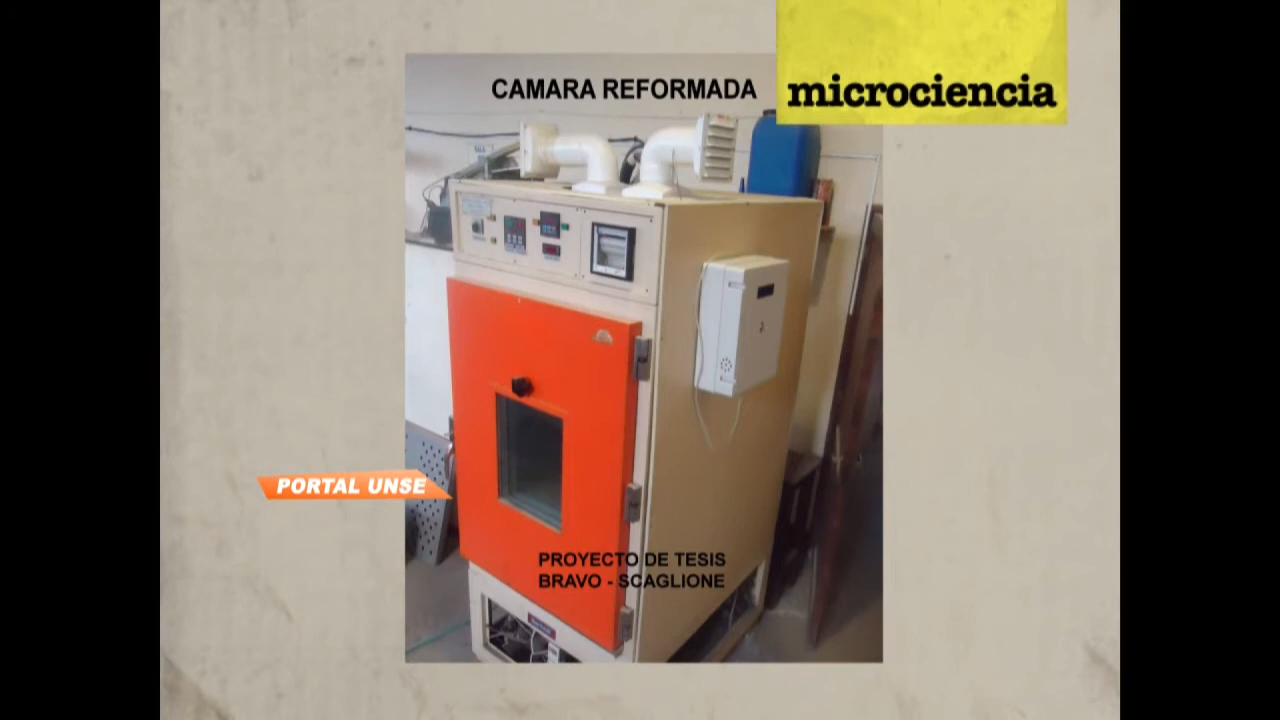 CAMARA REFORMADA
microciencia
PORTAL UNSE
PROYECTO DE TESIS
BRAVO - SCAGLIONE